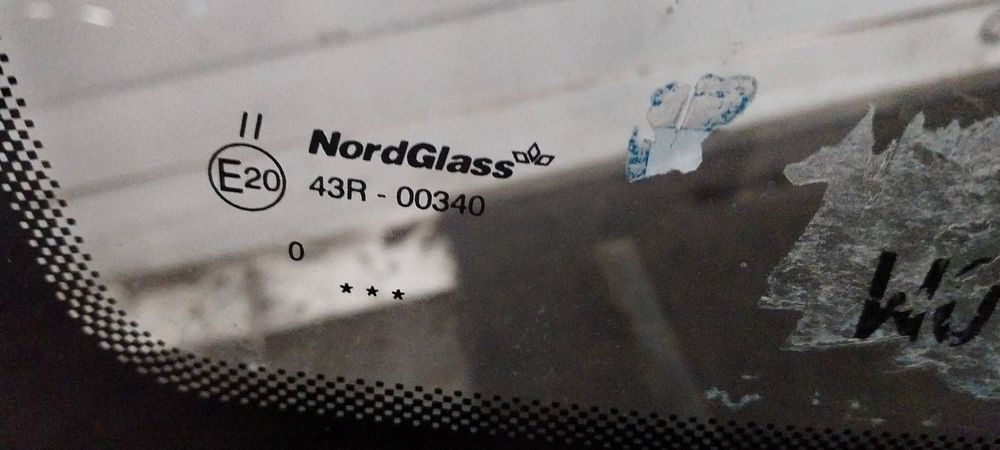 II
E20
NordGlass
43R - 00340
0
***